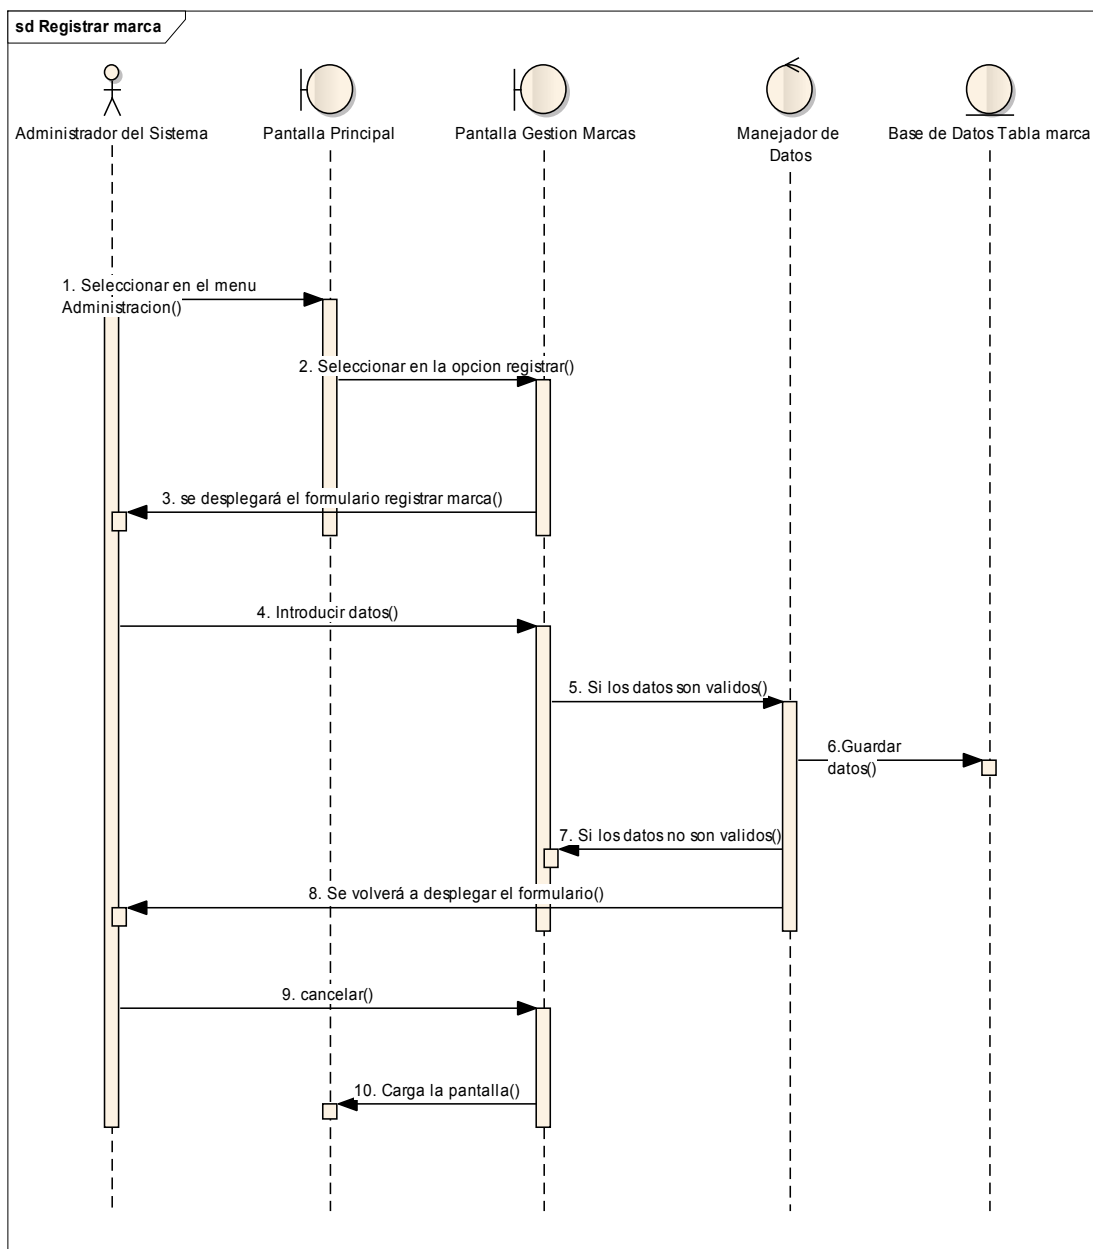 sd Registrar marca
Administrador del Sistema
Pantalla Principal
Pantalla Gestion Marcas
Manejador de
Datos
Base de Datos Tabla marca
1. Seleccionar en el menu
Administracion()
2. Seleccionar en la opcion registrar()
3. se desplegará el formulario registrar marca()
4. Introducir datos()
5. Si los datos son validos()
6.Guardar
datos()
7. Si los datos no son validos()
8. Se volverá a desplegar el formulario()
9. cancelar()
10. Carga la pantalla()